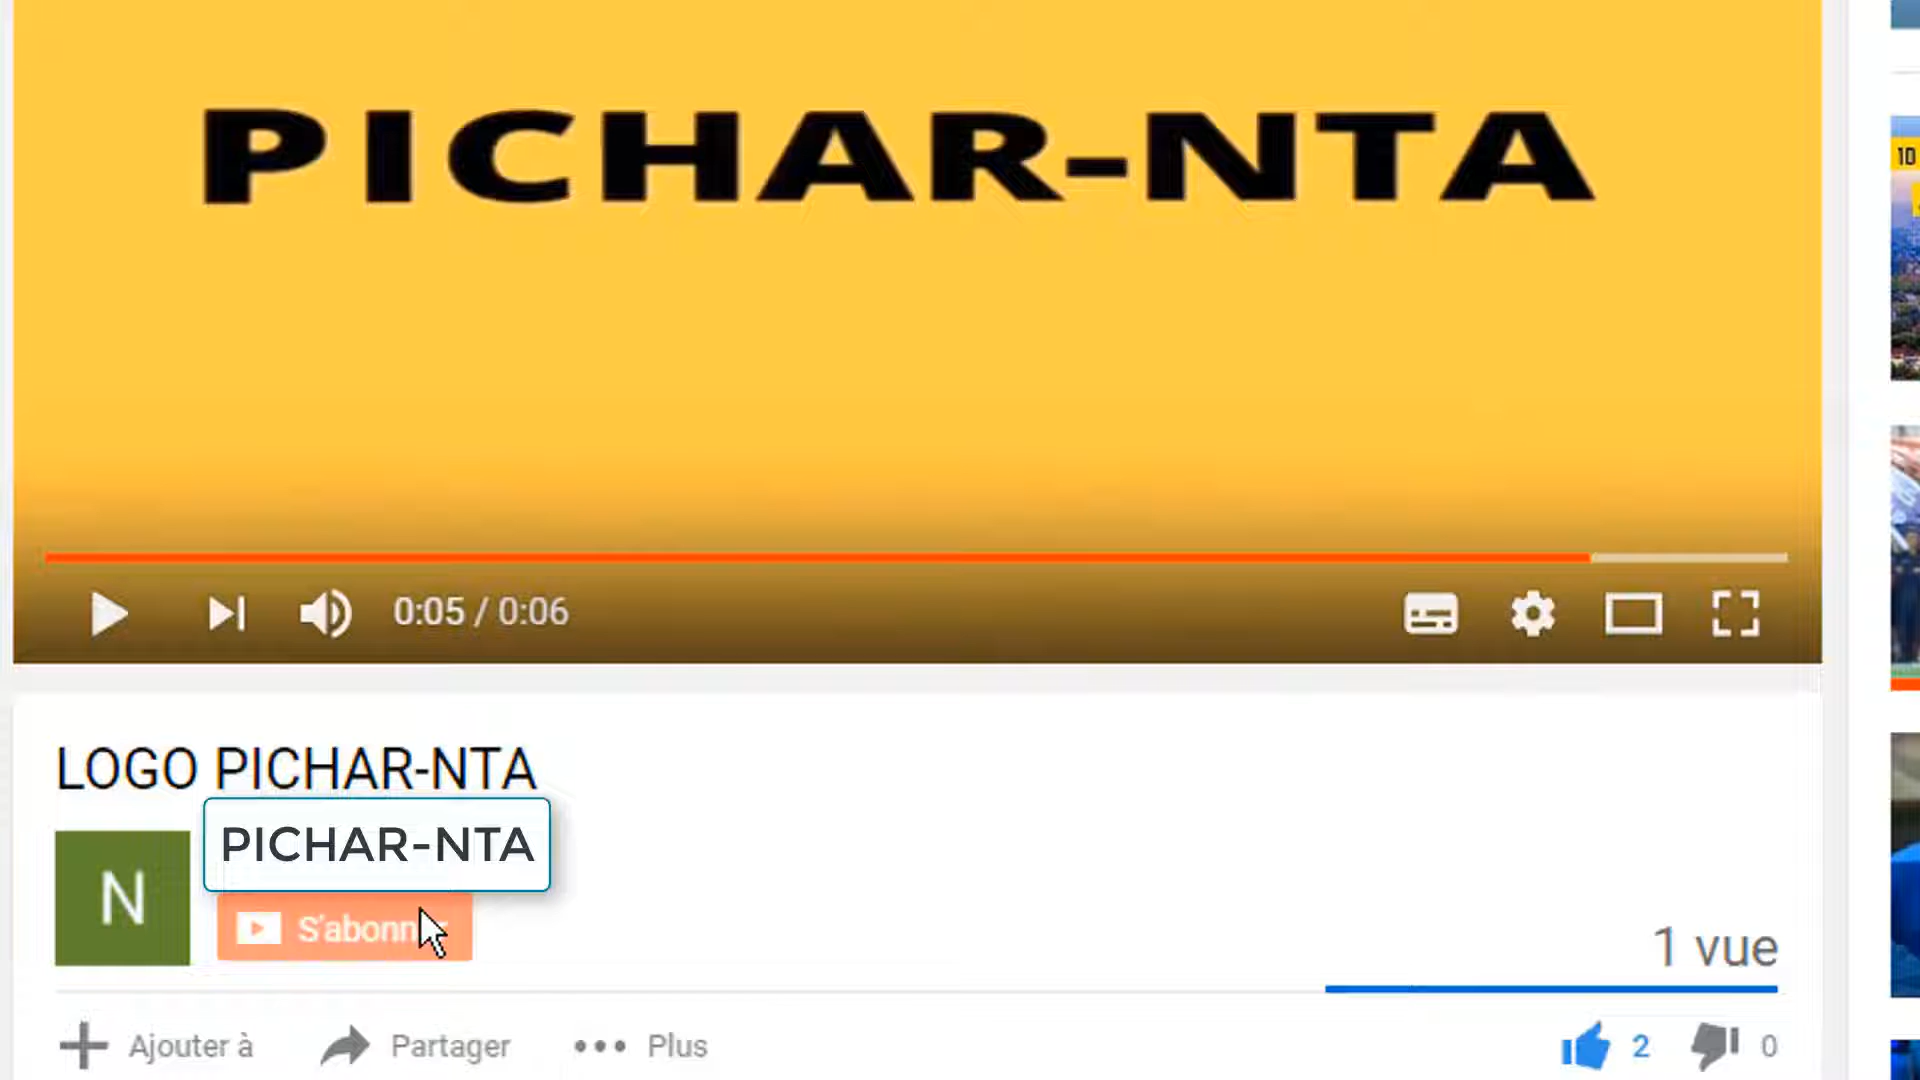 PICHAR-NTA
10
0:05 / 0:06
LOGO PICHAR-NTA
PICHAR-NTA
N
S'abonn
1 vue
Ajouter à
Partager
Plus
2
0